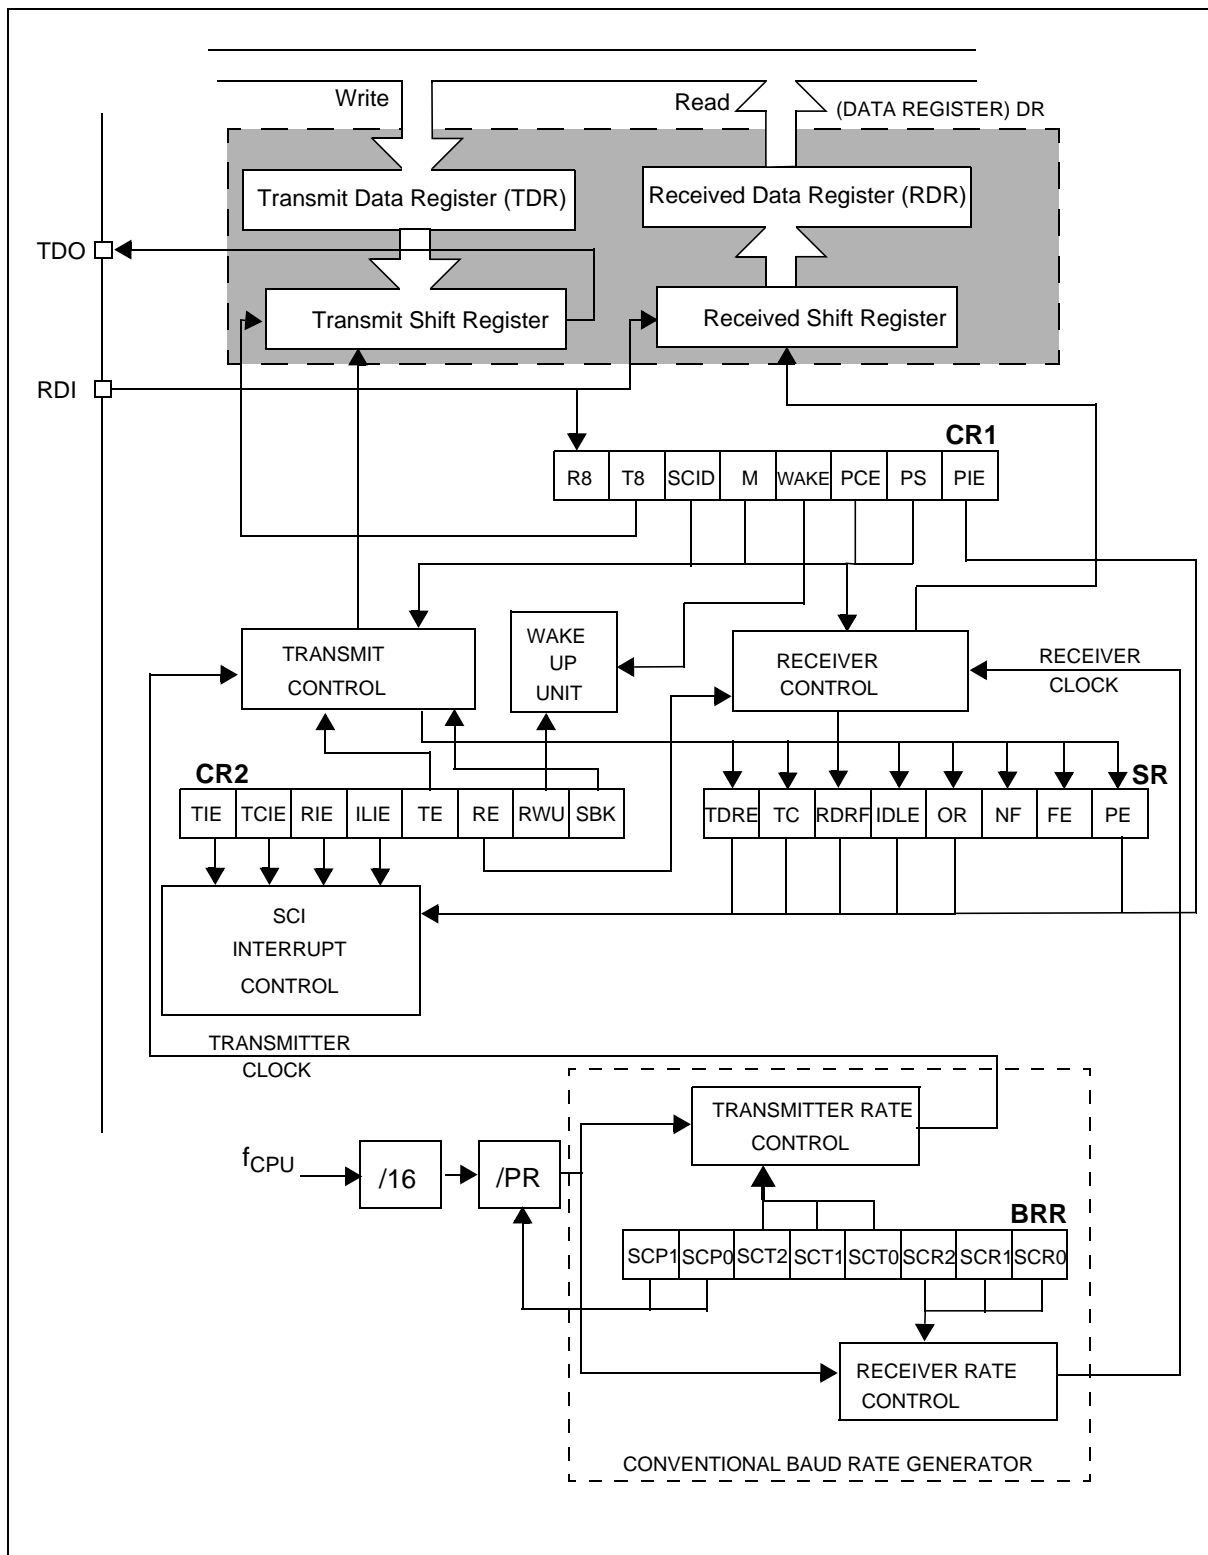 Write
Read
(DATA REGISTER) DR
Transmit Data Register (TDR)
Received Data Register (RDR)
TDO
Transmit Shift Register
Received Shift Register
RDI
CR1
R8 T8 SCID M WAKE PCE PS PIE
TRANSMIT
CONTROL
WAKE
UP
UNIT
RECEIVER
CONTROL
RECEIVER
CLOCK
CR2
SR
TIE TCIE RIE ILIE TE RE RWU SBK
TDRE TC RDRF IDLE OR NF FE PE
SCI
INTERRUPT
CONTROL
TRANSMITTER
CLOCK
TRANSMITTER RATE
CONTROL
fCPU
/16
/PR
BRR
SCP1 SCP0 SCT2 SCT1 SCT0 SCR2 SCR1 SCR0
RECEIVER RATE
CONTROL
CONVENTIONAL BAUD RATE GENERATOR